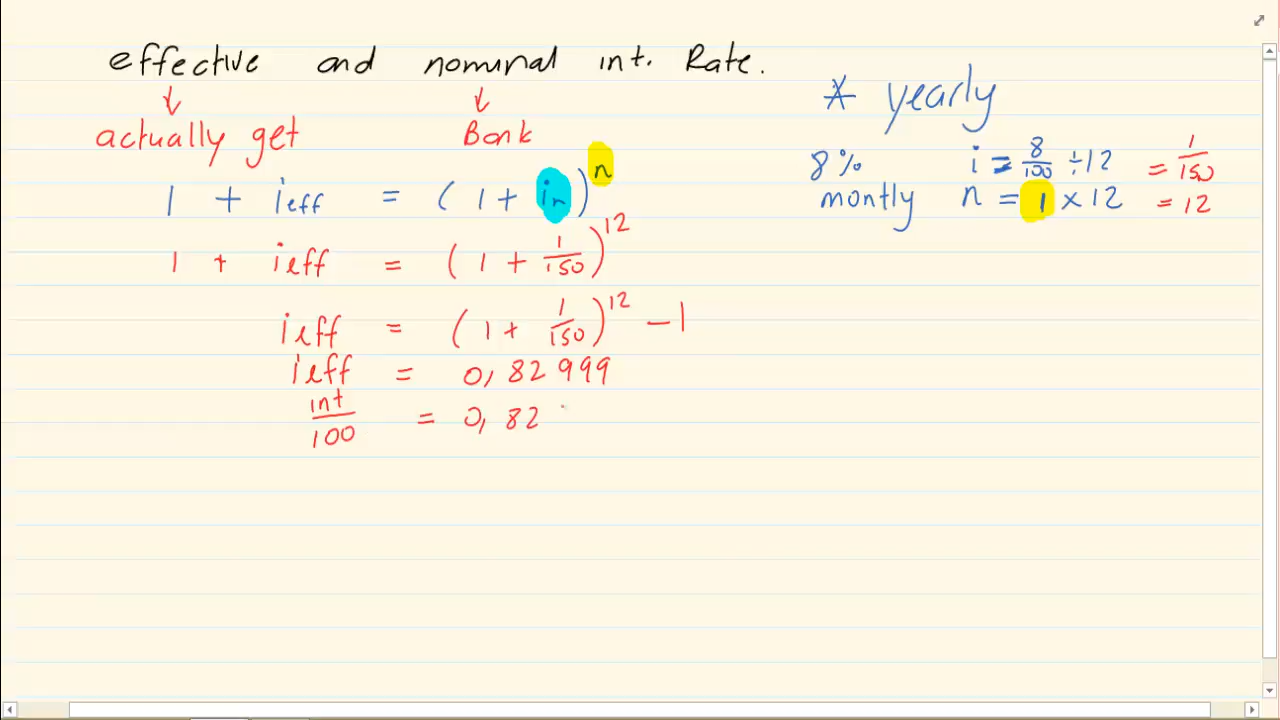 effective and nominal int. Rate.
↓ ↓
actually get Bank
1 + ieff = (1 + in)^n
1 + ieff = (1 + 1/150)^12
ieff = (1 + 1/150)^12 - 1
ieff = 0,82999
int/100 = 0,82
* yearly
8% i = 8/100 ÷12 = 1/150
montly n = 1 × 12 = 12